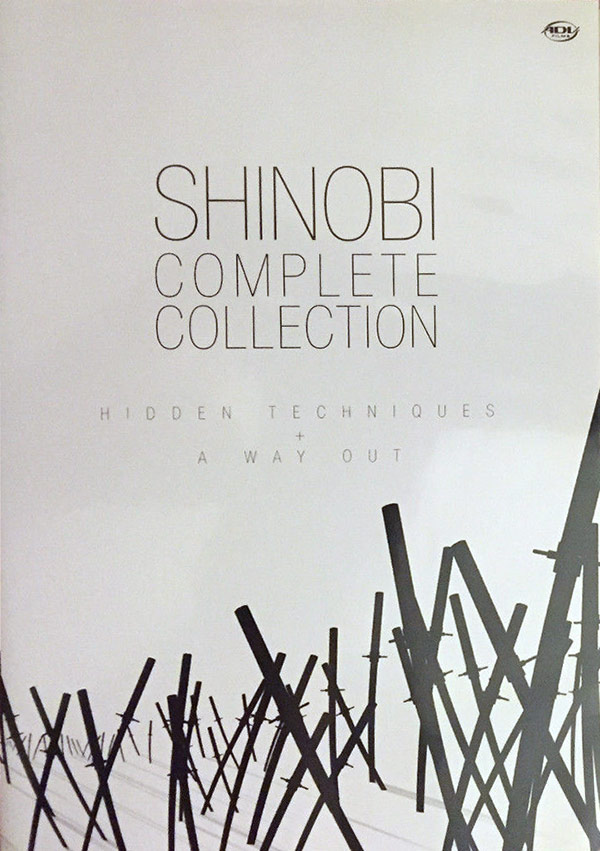 ADV
FILMS
SHINOBI
COMPLETE
COLLECTION
HIDDEN TECHNIQUES
+
A WAY OUT